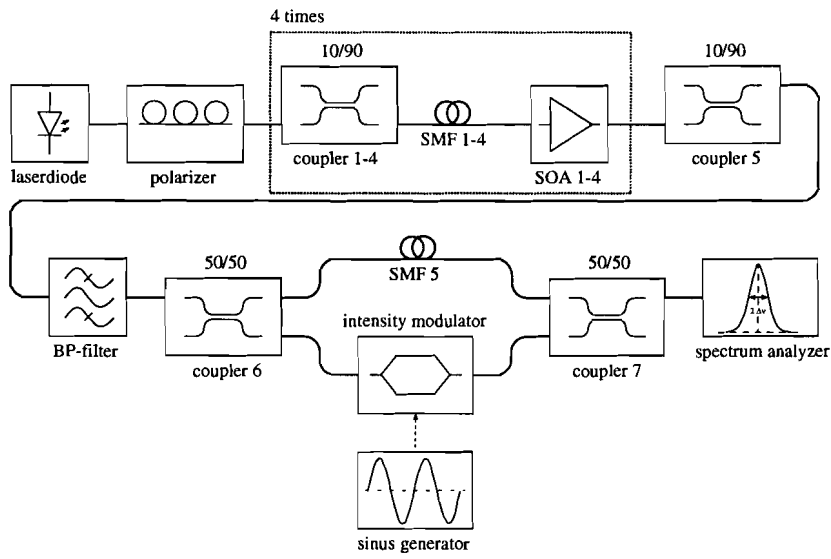 4 times
10/90
10/90
laserdiode
polarizer
coupler 1-4
SMF 1-4
SOA 1-4
coupler 5
50/50
SMF 5
50/50
intensity modulator
2 Δν
BP-filter
coupler 6
coupler 7
spectrum analyzer
sinus generator